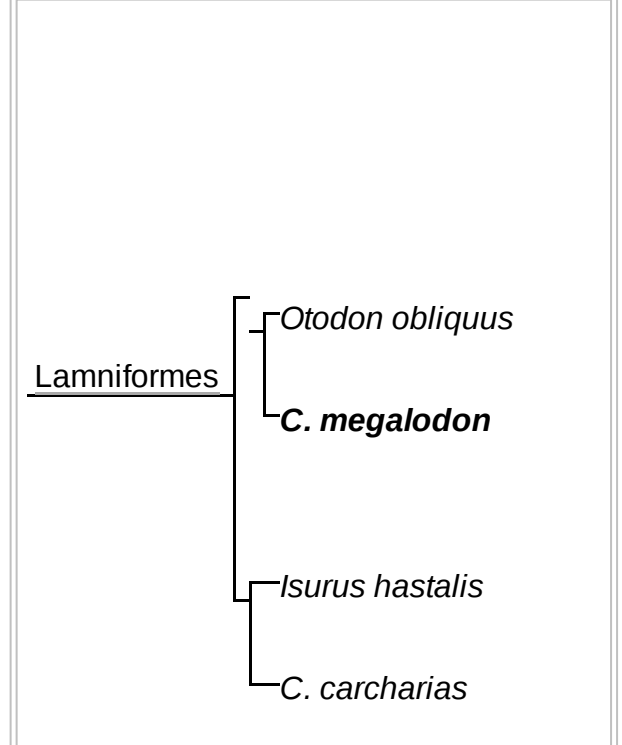 Otodon obliquus
Lamniformes
C. megalodon
Isurus hastalis
C. carcharias